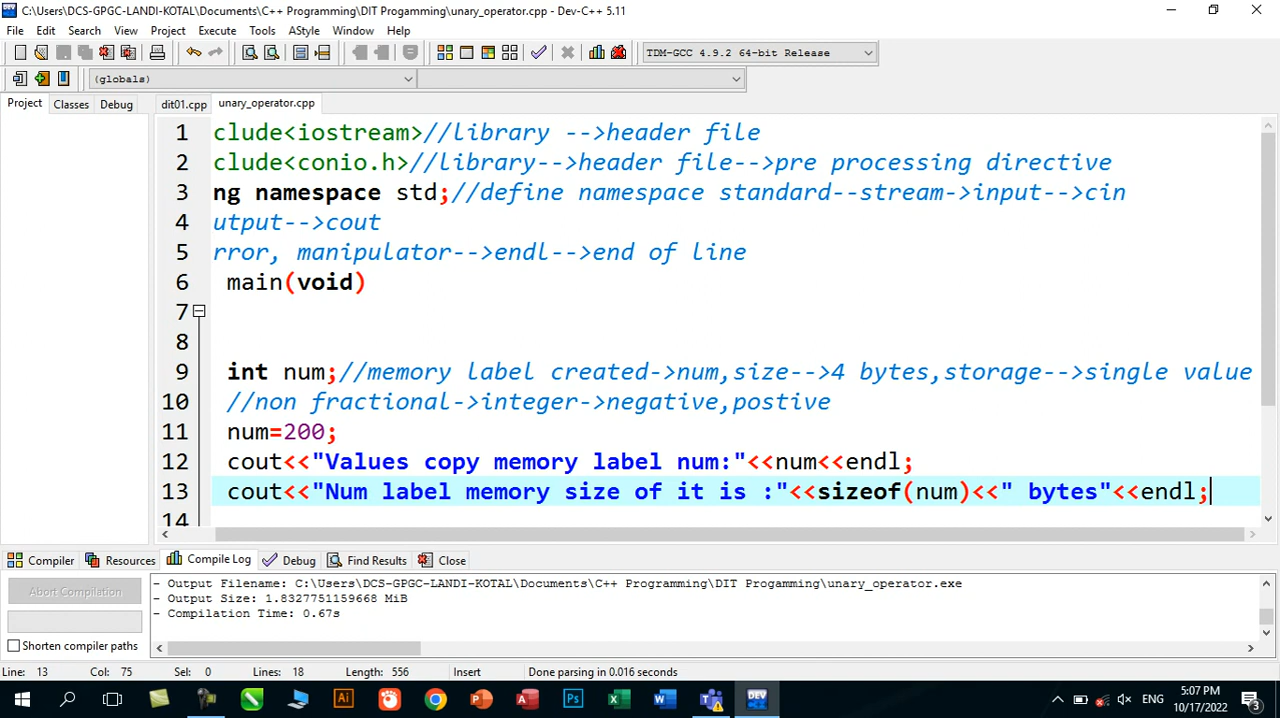 C:\Users\DCS-GPGC-LANDI-KOTAL\Documents\C++ Programming\DIT Progamming\unary_operator.cpp - Dev-C++ 5.11
File Edit Search View Project Execute Tools AStyle Window Help
TDM-GCC 4.9.2 64-bit Release
(globals)
Project Classes Debug dit01.cpp unary_operator.cpp
1 clude<iostream>//library -->header file
2 clude<conio.h>//library-->header file-->pre processing directive
3 ng namespace std;//define namespace standard--stream->input-->cin
4 utput-->cout
5 rror, manipulator-->endl-->end of line
6 main(void)
7
8
9 int num;//memory label created->num,size-->4 bytes,storage-->single value
10 //non fractional->integer->negative,postive
11 num=200;
12 cout<<"Values copy memory label num:"<<num<<endl;
13 cout<<"Num label memory size of it is :"<<sizeof(num)<<" bytes"<<endl;
14
Compiler Resources Compile Log Debug Find Results Close
Abort Compilation
Shorten compiler paths
- Output Filename: C:\Users\DCS-GPGC-LANDI-KOTAL\Documents\C++ Programming\DIT Progamming\unary_operator.exe
- Output Size: 1.8327751159668 MiB
- Compilation Time: 0.67s
Line: 13 Col: 75 Sel: 0 Lines: 18 Length: 556 Insert Done parsing in 0.016 seconds
ENG
5:07 PM
10/17/2022
3